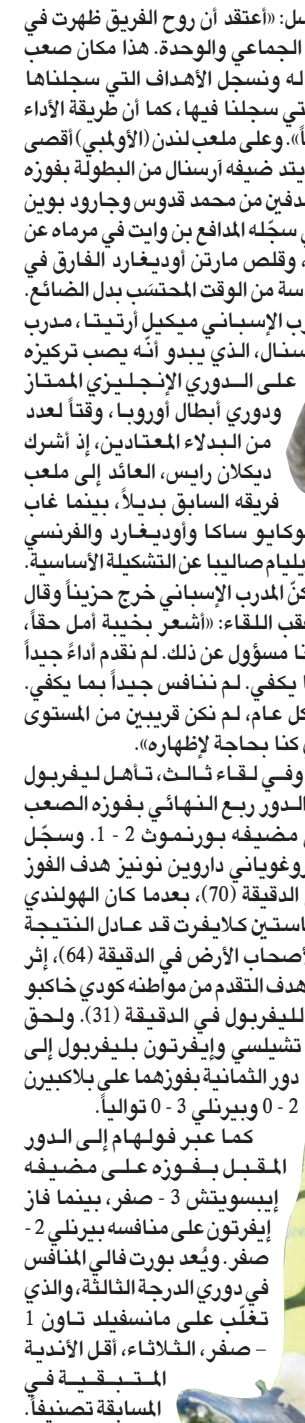 سل: «أعتقد أن روح الفريق ظهرت في
الجماعي والوحدة. هذا مكان صعب
له ونسجل الأهداف التي سجلناها
تي سجلنا فيها، كما أن طريقة الأداء
اً». وعلى ملعب لندن (الأولمبي) أقصى
يتد ضيفه آرسنال من البطولة بفوزه
دفين من محمد قدوس وجارود بوين
ي سجّله المدافع بن وايت في مرماه عن
، وقلص مارتن أوديغارد الفارق في
سة من الوقت المحتسَب بدل الضائع.
رب الإسباني ميكيل أرتيتا، مدرب
سنال، الذي يبدو أنّه يصب تركيزه
على الدوري الإنجليزي الممتاز
ودوري أبطال أوروبا، وقتاً لعدد
من البدلاء المعتادين، إذ أشرك
ديكلان رايس، العائد إلى ملعب
فريقه السابق بديلاً، بينما غاب
وكايو ساكا وأوديغارد والفرنسي
يليام صاليبا عن التشكيلة الأساسية.
كنّ المدرب الإسباني خرج حزيناً وقال
قب اللقاء: «أشعر بخيبة أمل حقاً،
نا مسؤول عن ذلك. لم نقدم أداءً جيداً
ا يكفي. لم ننافس جيداً بما يكفي.
كل عام، لم نكن قريبين من المستوى
ي كنا بحاجة لإظهاره».
وفي لقاء ثالث، تأهل ليفربول
الدور ربع النهائي بفوزه الصعب
ى مضيفه بورنموث 2 - 1. وسجّل
روغوياني داروين نونيز هدف الفوز
الدقيقة (70)، بعدما كان الهولندي
استين كلايفرت قد عادل النتيجة
أصحاب الأرض في الدقيقة (64)، إثر
هدف التقدم من مواطنه كودي خاكبو
لليفربول في الدقيقة (31). ولحق
تشيلسي وإيفرتون بليفربول إلى
دور الثمانية بفوزهما على بلاكبيرن
2 - 0 وبيرنلي 3 - 0 توالياً.
كما عبر فولهام إلى الدور
المقبل بفوزه على مضيفه
إيبسويتش 3 - صفر، بينما فاز
إيفرتون على منافسه بيرنلي 2 -
صفر. ويُعد بورت فالي المنافس
في دوري الدرجة الثالثة، والذي
تغلّب على مانسفيلد تاون 1
– صفر، الثلاثاء، أقل الأندية
المتبقية في
المسابقة تصنيفاً.